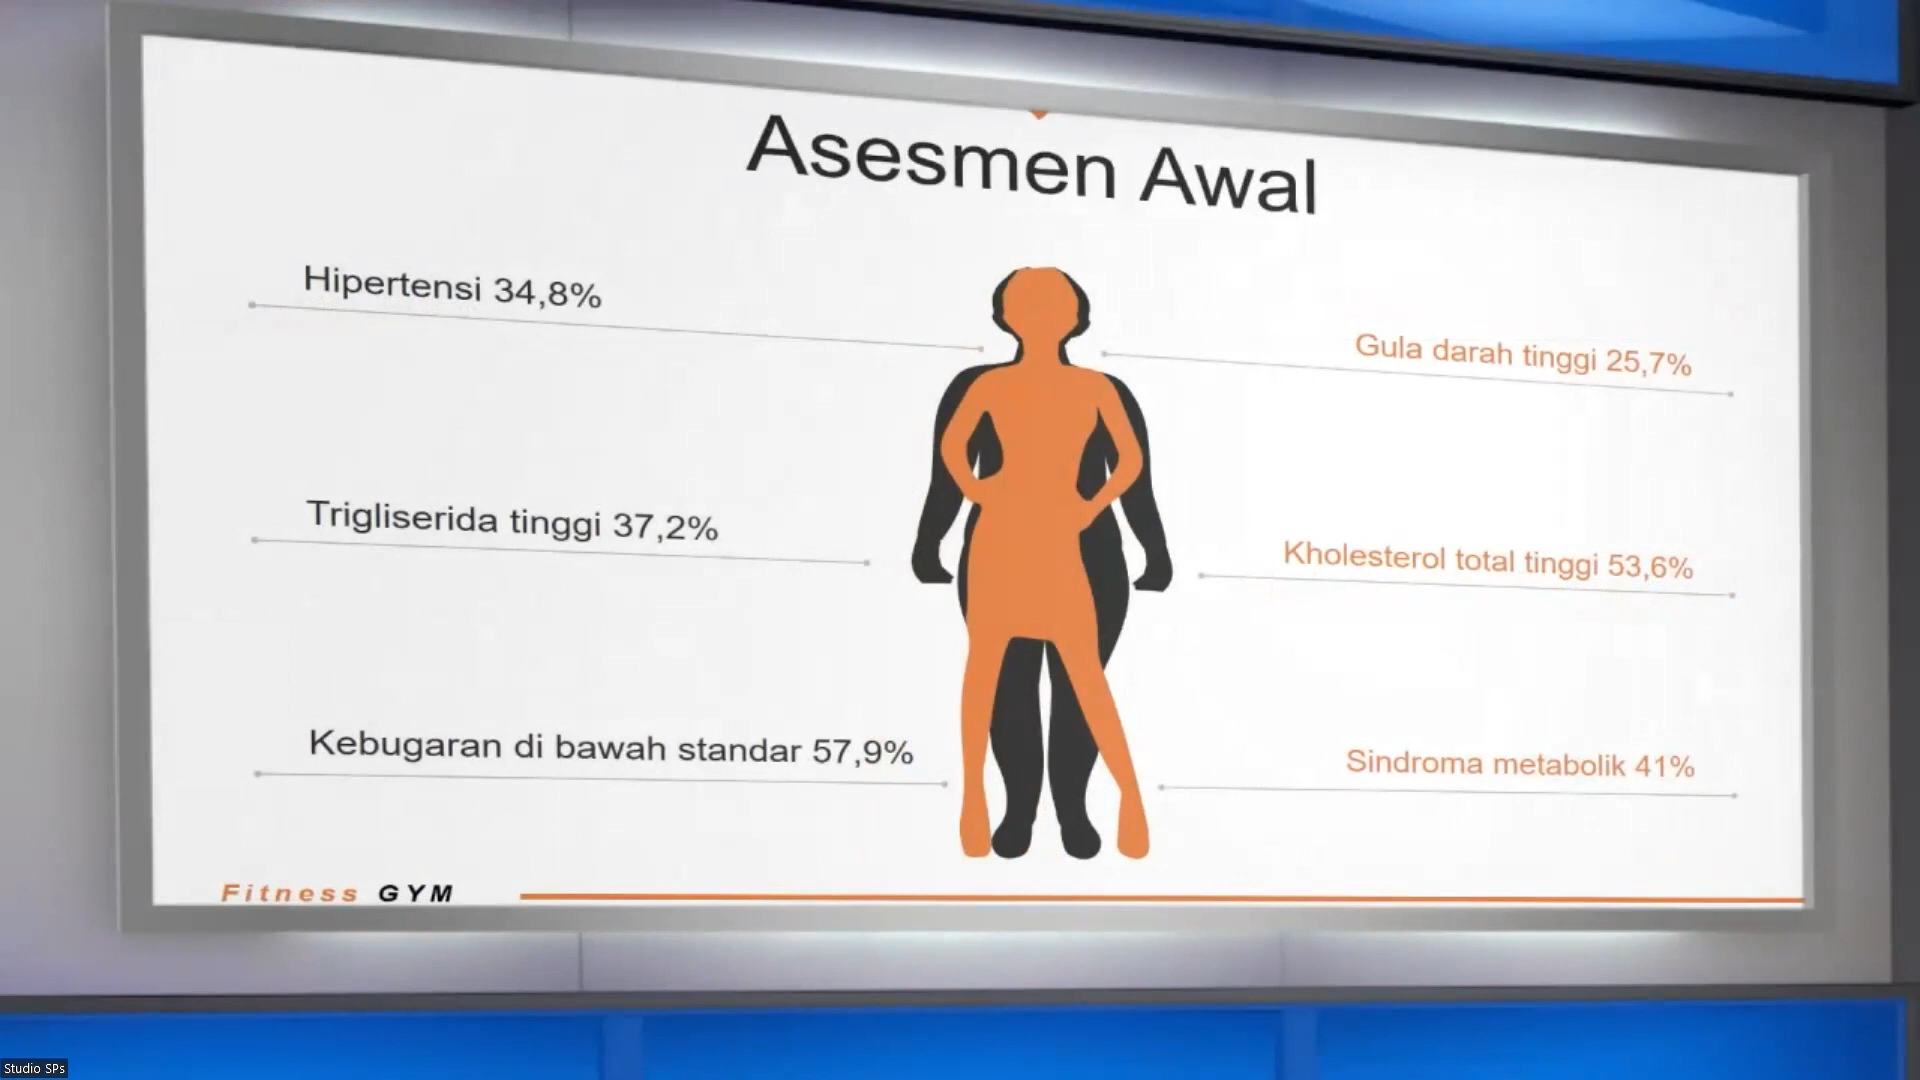 Asesmen Awal
Hipertensi 34,8%
Gula darah tinggi 25,7%
Trigliserida tinggi 37,2%
Kholesterol total tinggi 53,6%
Kebugaran di bawah standar 57,9%
Sindroma metabolik 41%
Fitness GYM
Studio SPs